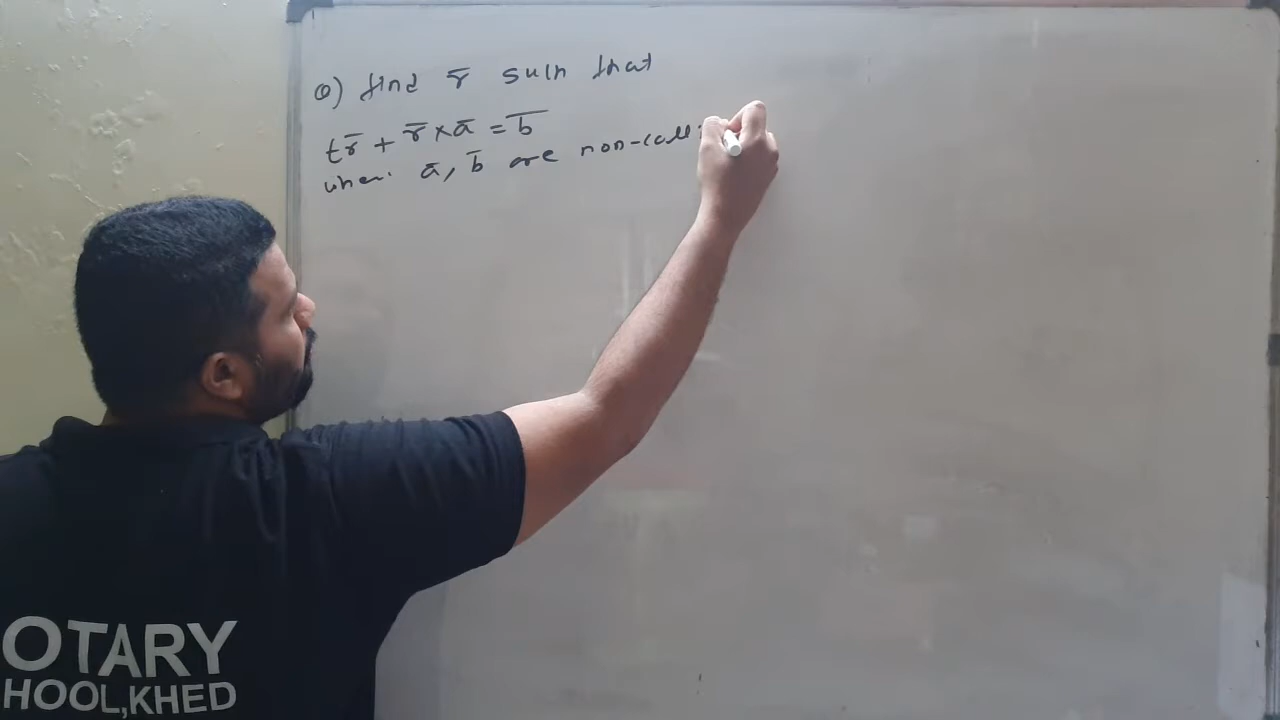 Q) find r̄ such that
tr̄ + r̄ × ā = b̄
where ā, b̄ are non-coll
OTARY
HOOL,KHED